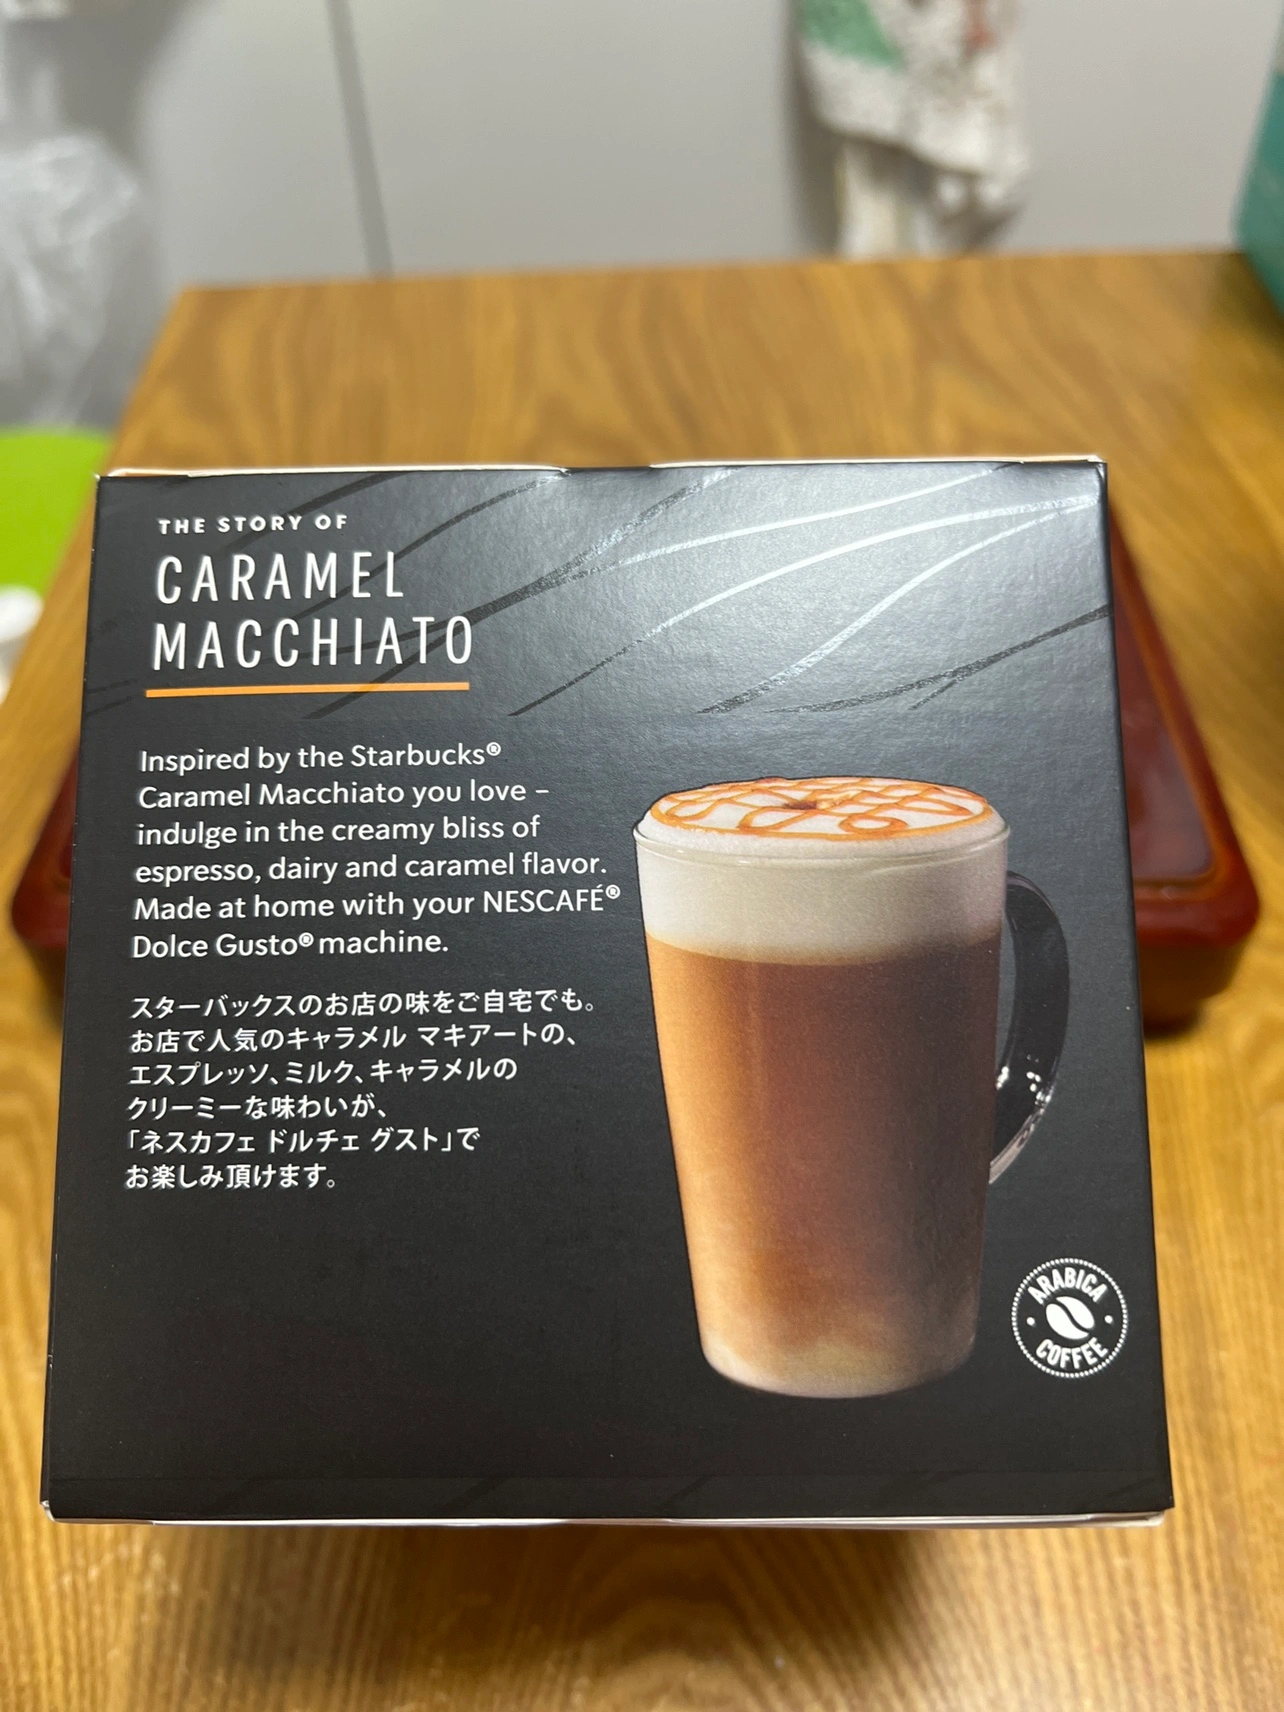 THE STORY OF
CARAMEL
MACCHIATO
Inspired by the Starbucks®
Caramel Macchiato you love –
indulge in the creamy bliss of
espresso, dairy and caramel flavor.
Made at home with your NESCAFÉ®
Dolce Gusto® machine.
スターバックスのお店の味をご自宅でも。
お店で人気のキャラメル マキアートの、
エスプレッソ、ミルク、キャラメルの
クリーミーな味わいが、
「ネスカフェ ドルチェ グスト」で
お楽しみ頂けます。
ARABICA
COFFEE